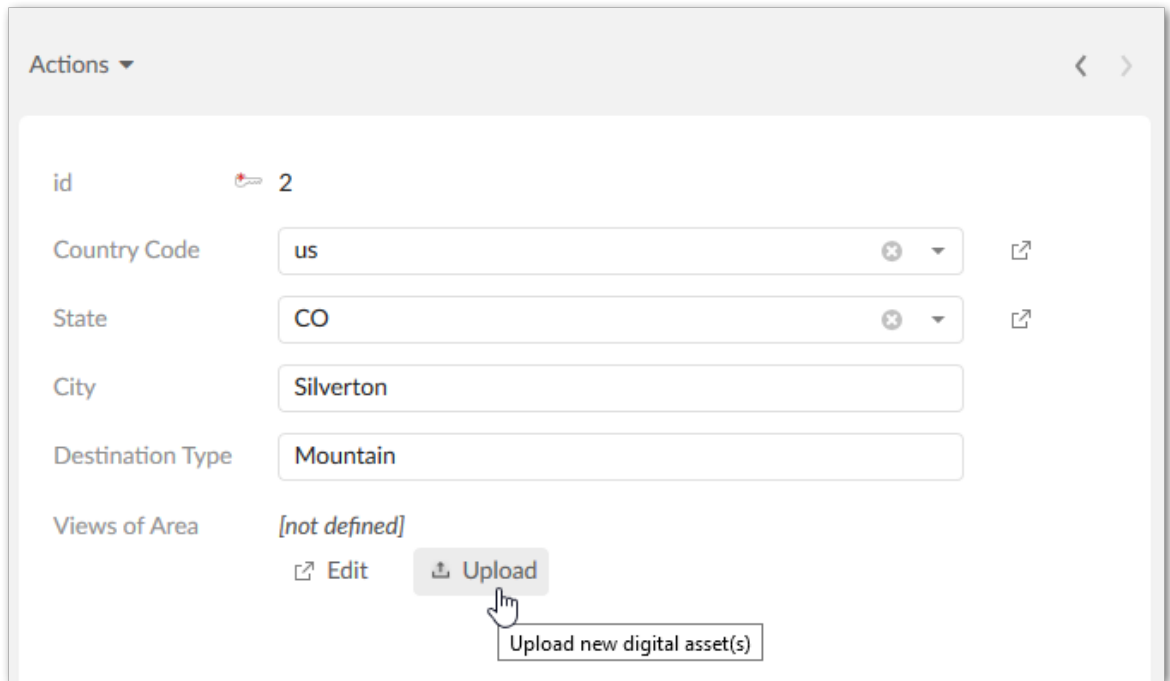 Actions
id 2
Country Code us
State CO
City Silverton
Destination Type Mountain
Views of Area [not defined]
Edit Upload
Upload new digital asset(s)